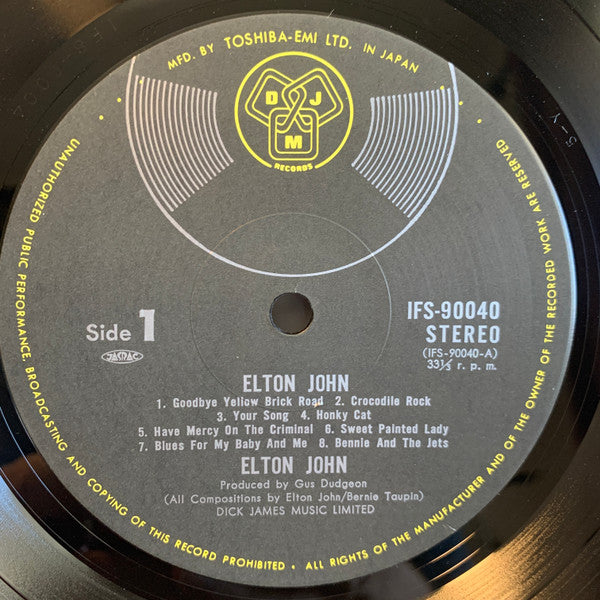 MFD. BY TOSHIBA-EMI LTD. IN JAPAN
D J
M
RECORDS
Side 1
JASRAC
IFS-90040
STEREO
(IFS-90040-A)
33⅓ r. p. m.
ELTON JOHN
1. Goodbye Yellow Brick Road 2. Crocodile Rock
3. Your Song 4. Honky Cat
5. Have Mercy On The Criminal 6. Sweet Painted Lady
7. Blues For My Baby And Me 8. Bennie And The Jets
ELTON JOHN
Produced by Gus Dudgeon
(All Compositions by Elton John/Bernie Taupin)
DICK JAMES MUSIC LIMITED
UNAUTHORIZED PUBLIC PERFORMANCE, BROADCASTING AND COPYING OF THIS RECORD PROHIBITED • ALL RIGHTS OF THE MANUFACTURER AND OF THE OWNER OF THE RECORDED WORK ARE RESERVED